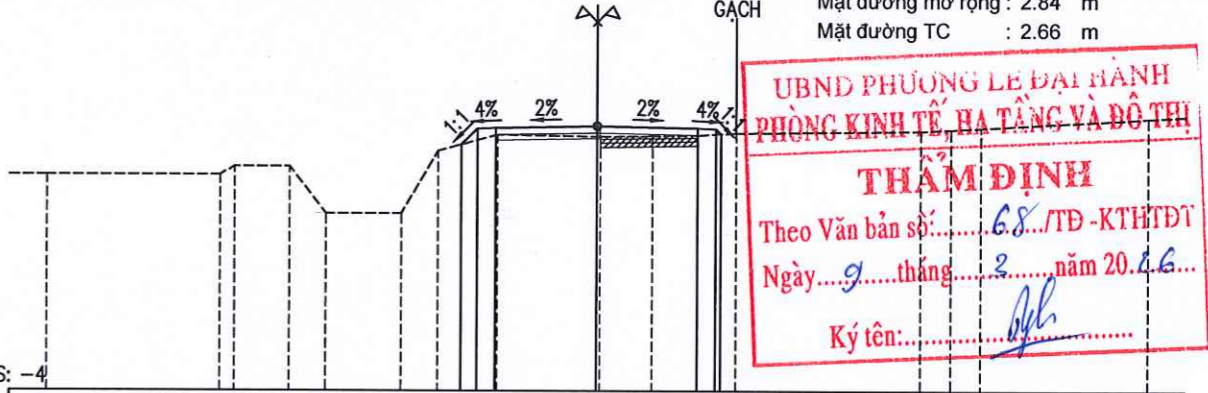 GẠCH
Mặt đường mở rộng : 2.84 m
Mặt đường TC : 2.66 m
1:1 4% 2% 2% 4% 1:1
UBND PHƯỜNG LÊ ĐẠI HÀNH
PHÒNG KINH TẾ, HẠ TẦNG VÀ ĐÔ THỊ
THẨM ĐỊNH
Theo Văn bản số:.......68../TĐ -KTHTĐT
Ngày....9.....tháng.....2.....năm 20.26...
Ký tên:
S: -4